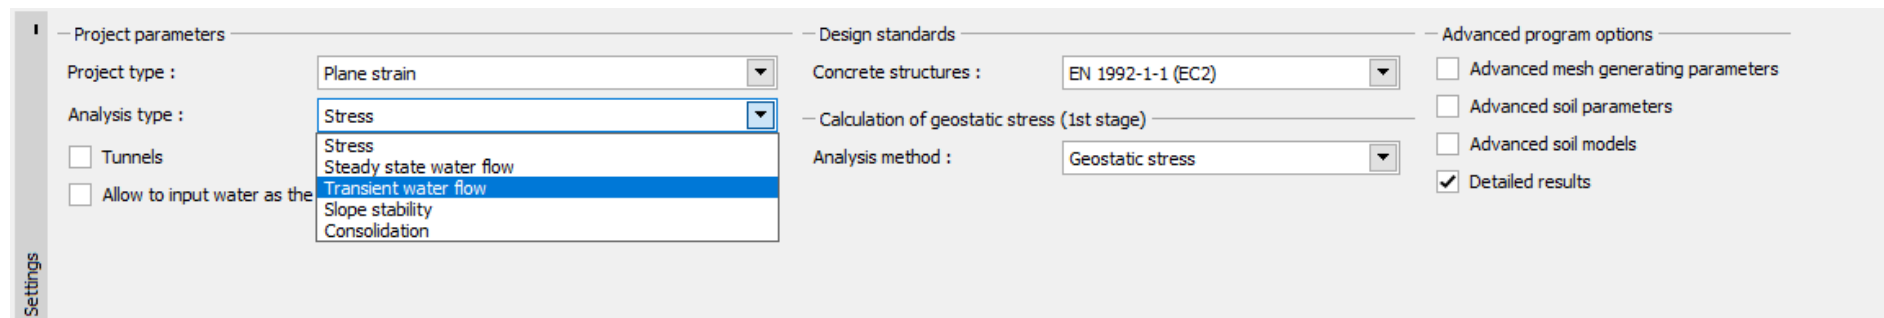 Project parameters
Project type :
Plane strain
Analysis type :
Stress
Stress
Steady state water flow
Transient water flow
Slope stability
Consolidation
Tunnels
Allow to input water as the
Design standards
Concrete structures :
EN 1992-1-1 (EC2)
Calculation of geostatic stress (1st stage)
Analysis method :
Geostatic stress
Advanced program options
Advanced mesh generating parameters
Advanced soil parameters
Advanced soil models
Detailed results
Settings